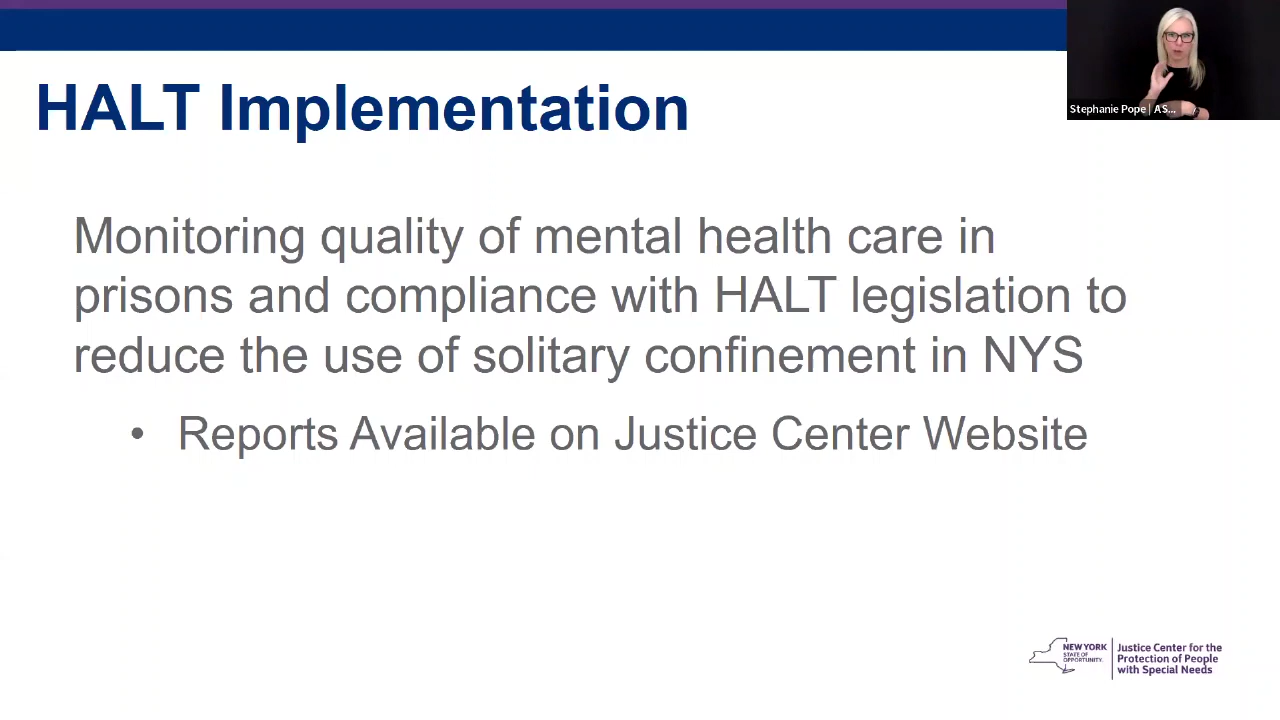 HALT Implementation
Stephanie Pope | AS...
Monitoring quality of mental health care in
prisons and compliance with HALT legislation to
reduce the use of solitary confinement in NYS
• Reports Available on Justice Center Website
NEW YORK
STATE OF
OPPORTUNITY.
Justice Center for the
Protection of People
with Special Needs